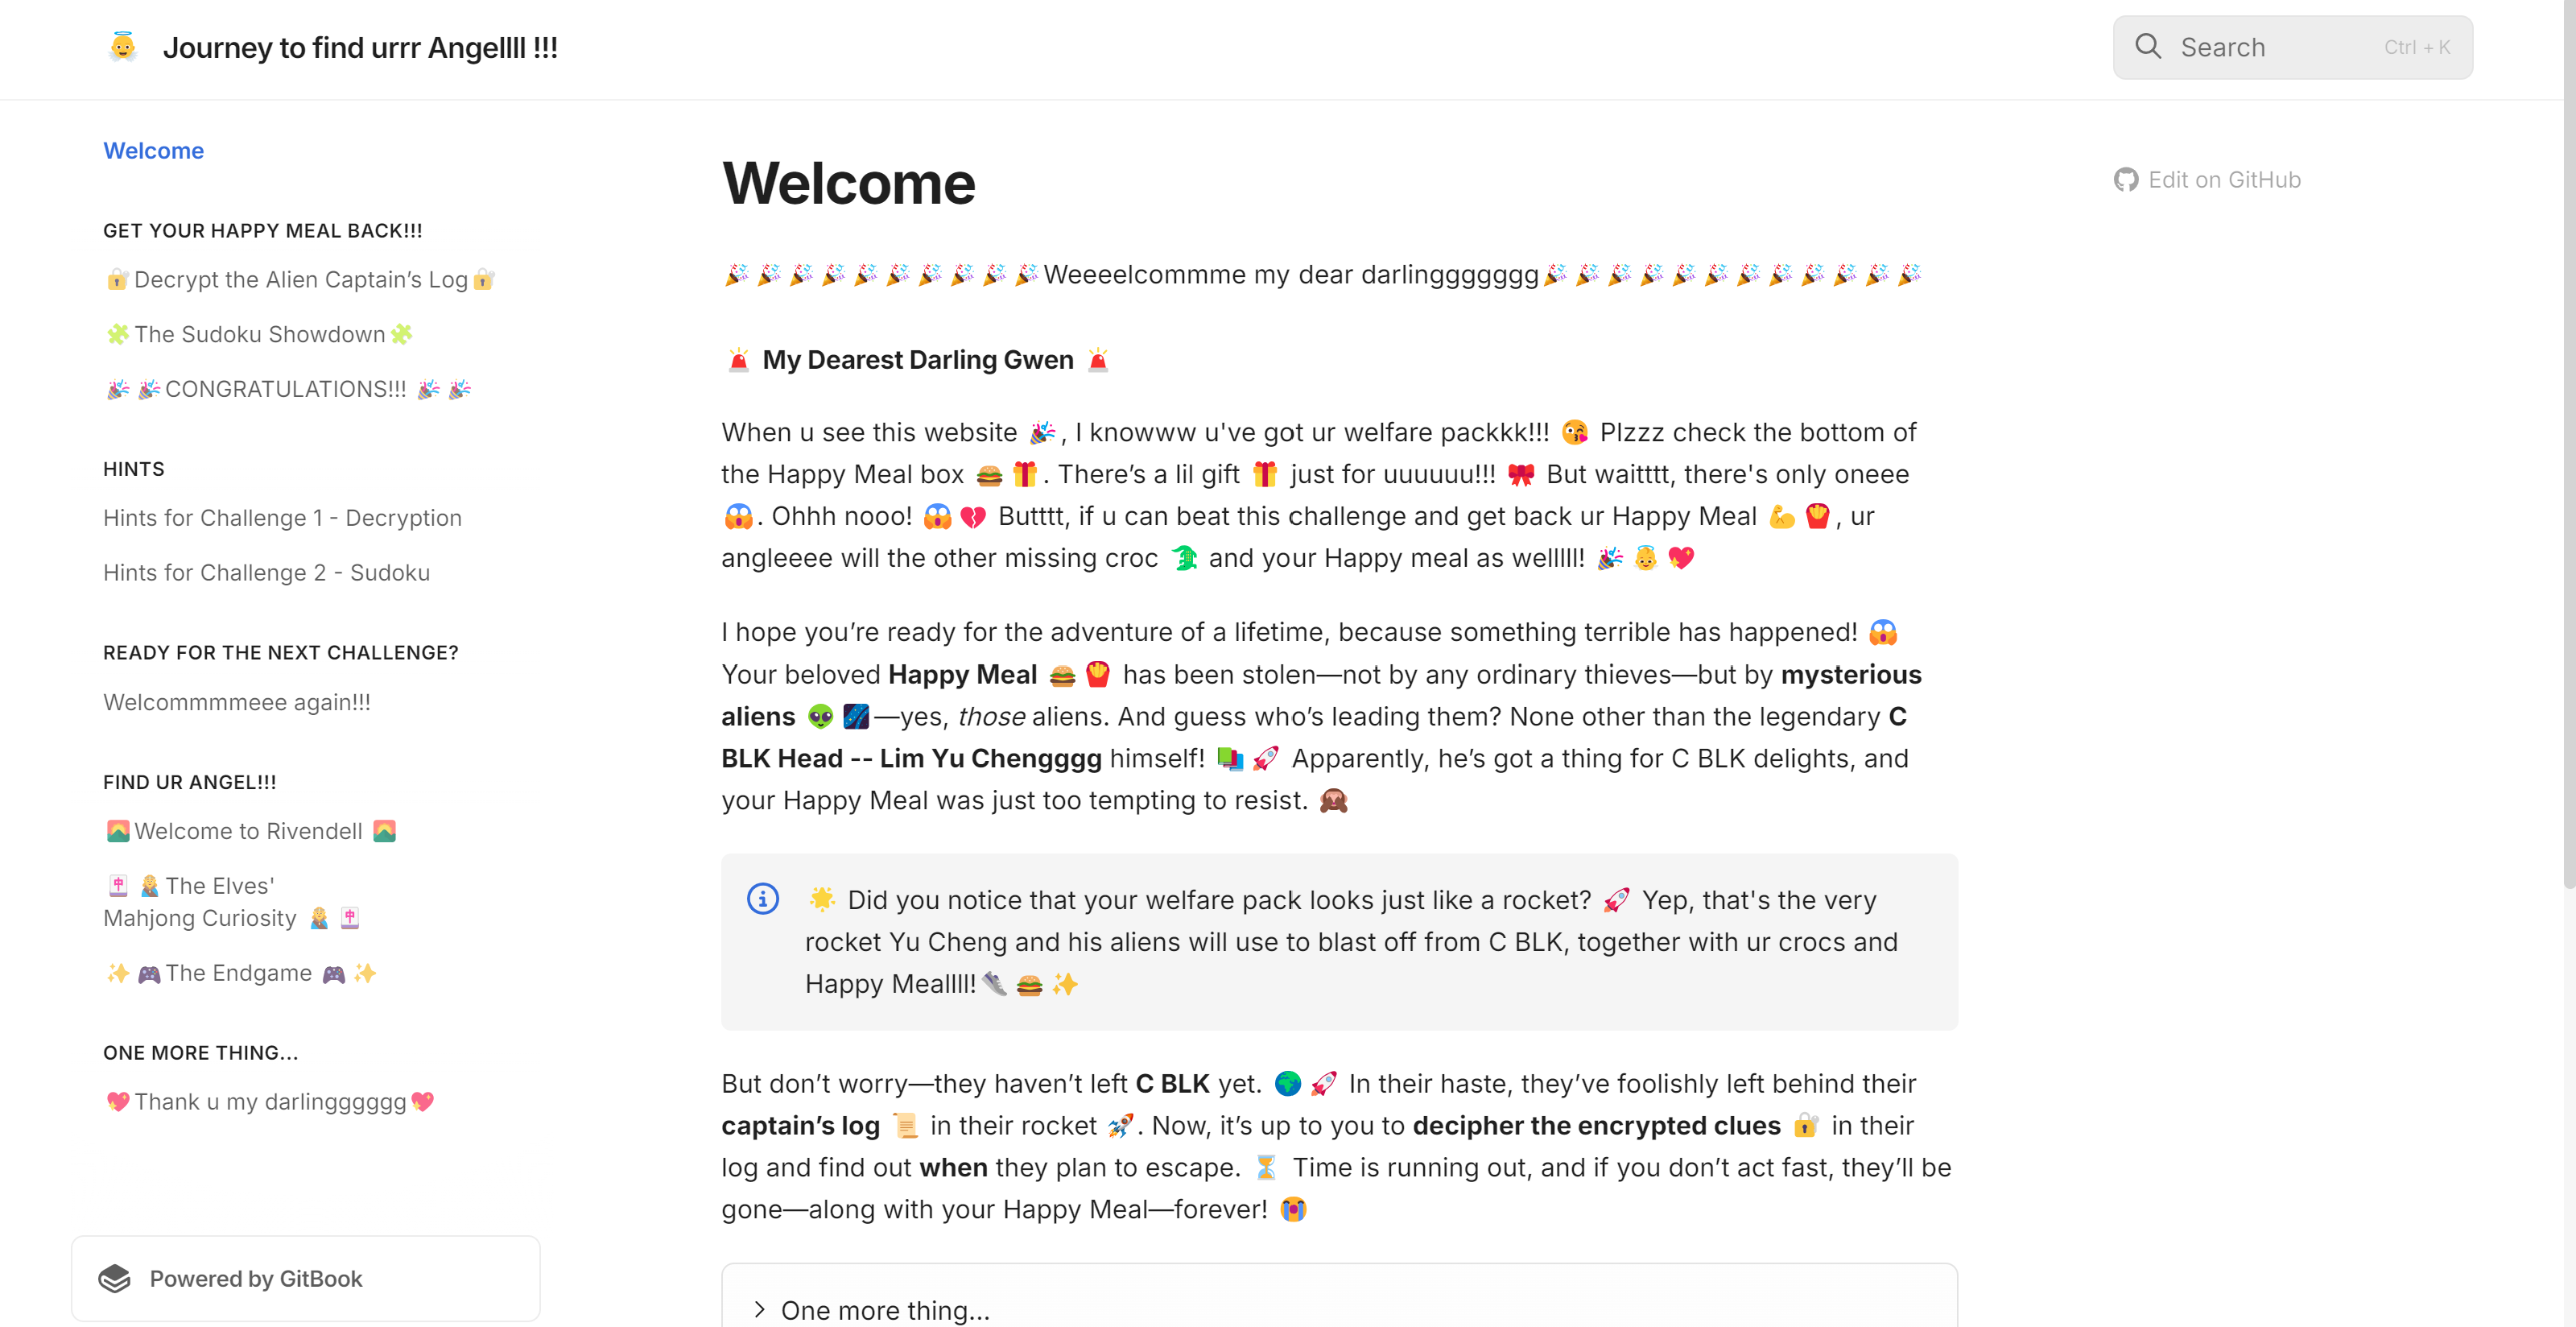 👼 Journey to find urrr Angellll !!!
Search
Ctrl + K
Welcome
GET YOUR HAPPY MEAL BACK!!!
🔐Decrypt the Alien Captain’s Log🔐
🧩The Sudoku Showdown🧩
🎉🎉CONGRATULATIONS!!! 🎉🎉
HINTS
Hints for Challenge 1 - Decryption
Hints for Challenge 2 - Sudoku
READY FOR THE NEXT CHALLENGE?
Welcommmmeee again!!!
FIND UR ANGEL!!!
🌄Welcome to Rivendell 🌄
🀄🧝The Elves'
Mahjong Curiosity 🧝🀄
✨🎮The Endgame 🎮✨
ONE MORE THING...
💖Thank u my darlingggggg💖
Powered by GitBook
Welcome
Edit on GitHub
🎉🎉🎉🎉🎉🎉🎉🎉🎉🎉Weeeelcommme my dear darlinggggggg🎉🎉🎉🎉🎉🎉🎉🎉🎉🎉🎉🎉
🚨 My Dearest Darling Gwen 🚨
When u see this website 🎉, I knowww u've got ur welfare packkk!!! 😘 Plzzz check the bottom of
the Happy Meal box 🍔🎁. There’s a lil gift 🎁 just for uuuuuu!!! 🎀 But waitttt, there's only oneee
😱. Ohhh nooo! 😱💔 Butttt, if u can beat this challenge and get back ur Happy Meal 💪🍟, ur
angleeee will the other missing croc 🐊 and your Happy meal as welllll! 🎉👼💖
I hope you’re ready for the adventure of a lifetime, because something terrible has happened! 😱
Your beloved Happy Meal 🍔🍟 has been stolen—not by any ordinary thieves—but by mysterious
aliens 👽🌌—yes, those aliens. And guess who’s leading them? None other than the legendary C
BLK Head -- Lim Yu Chengggg himself! 📚🚀 Apparently, he’s got a thing for C BLK delights, and
your Happy Meal was just too tempting to resist. 🙈
🌟 Did you notice that your welfare pack looks just like a rocket? 🚀 Yep, that's the very
rocket Yu Cheng and his aliens will use to blast off from C BLK, together with ur crocs and
Happy Meallll!👟🍔✨
But don’t worry—they haven’t left C BLK yet. 🌍🚀 In their haste, they’ve foolishly left behind their
captain’s log 📜 in their rocket 🚀. Now, it’s up to you to decipher the encrypted clues 🔐 in their
log and find out when they plan to escape. ⏳ Time is running out, and if you don’t act fast, they’ll be
gone—along with your Happy Meal—forever! 😭
One more thing...